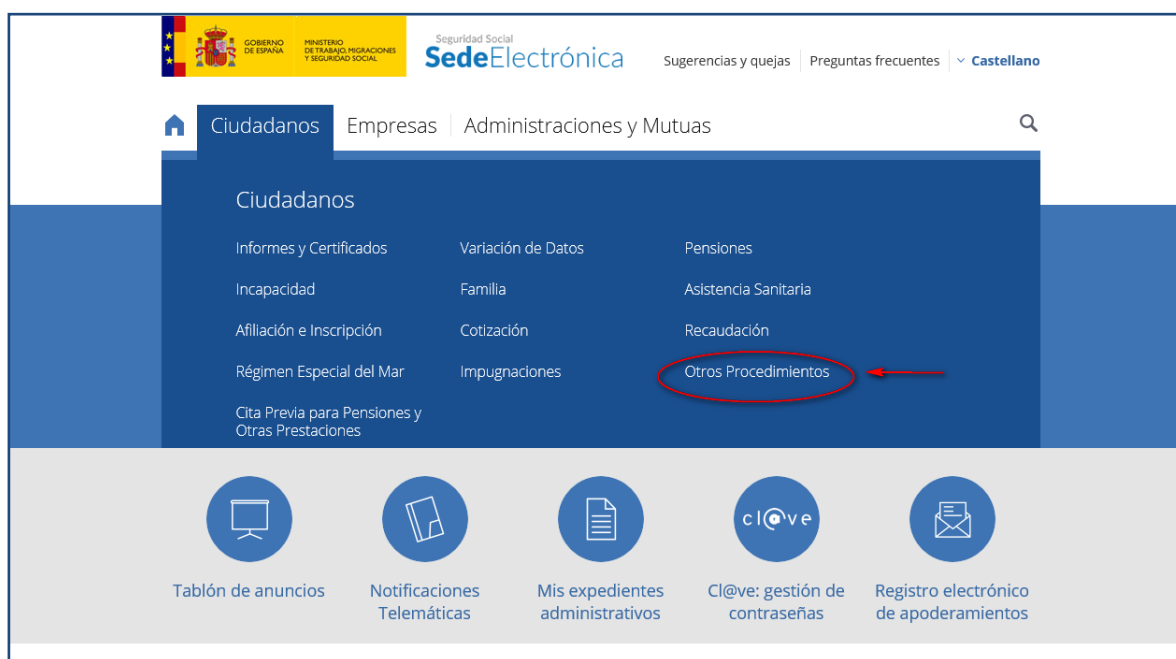 GOBIERNO
DE ESPAÑA
MINISTERIO
DE TRABAJO, MIGRACIONES
Y SEGURIDAD SOCIAL
Seguridad Social
SedeElectrónica
Sugerencias y quejas
Preguntas frecuentes
Castellano
Ciudadanos
Empresas
Administraciones y Mutuas
Ciudadanos
Informes y Certificados
Variación de Datos
Pensiones
Incapacidad
Familia
Asistencia Sanitaria
Afiliación e Inscripción
Cotización
Recaudación
Régimen Especial del Mar
Impugnaciones
Otros Procedimientos
Cita Previa para Pensiones y
Otras Prestaciones
cl@ve
Tablón de anuncios
Notificaciones
Telemáticas
Mis expedientes
administrativos
Cl@ve: gestión de
contraseñas
Registro electrónico
de apoderamientos